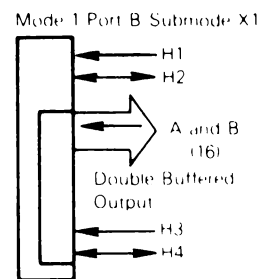 Mode 1 Port B Submode X1
H1
H2
A and B
(16)
Double Buffered
Output
H3
H4